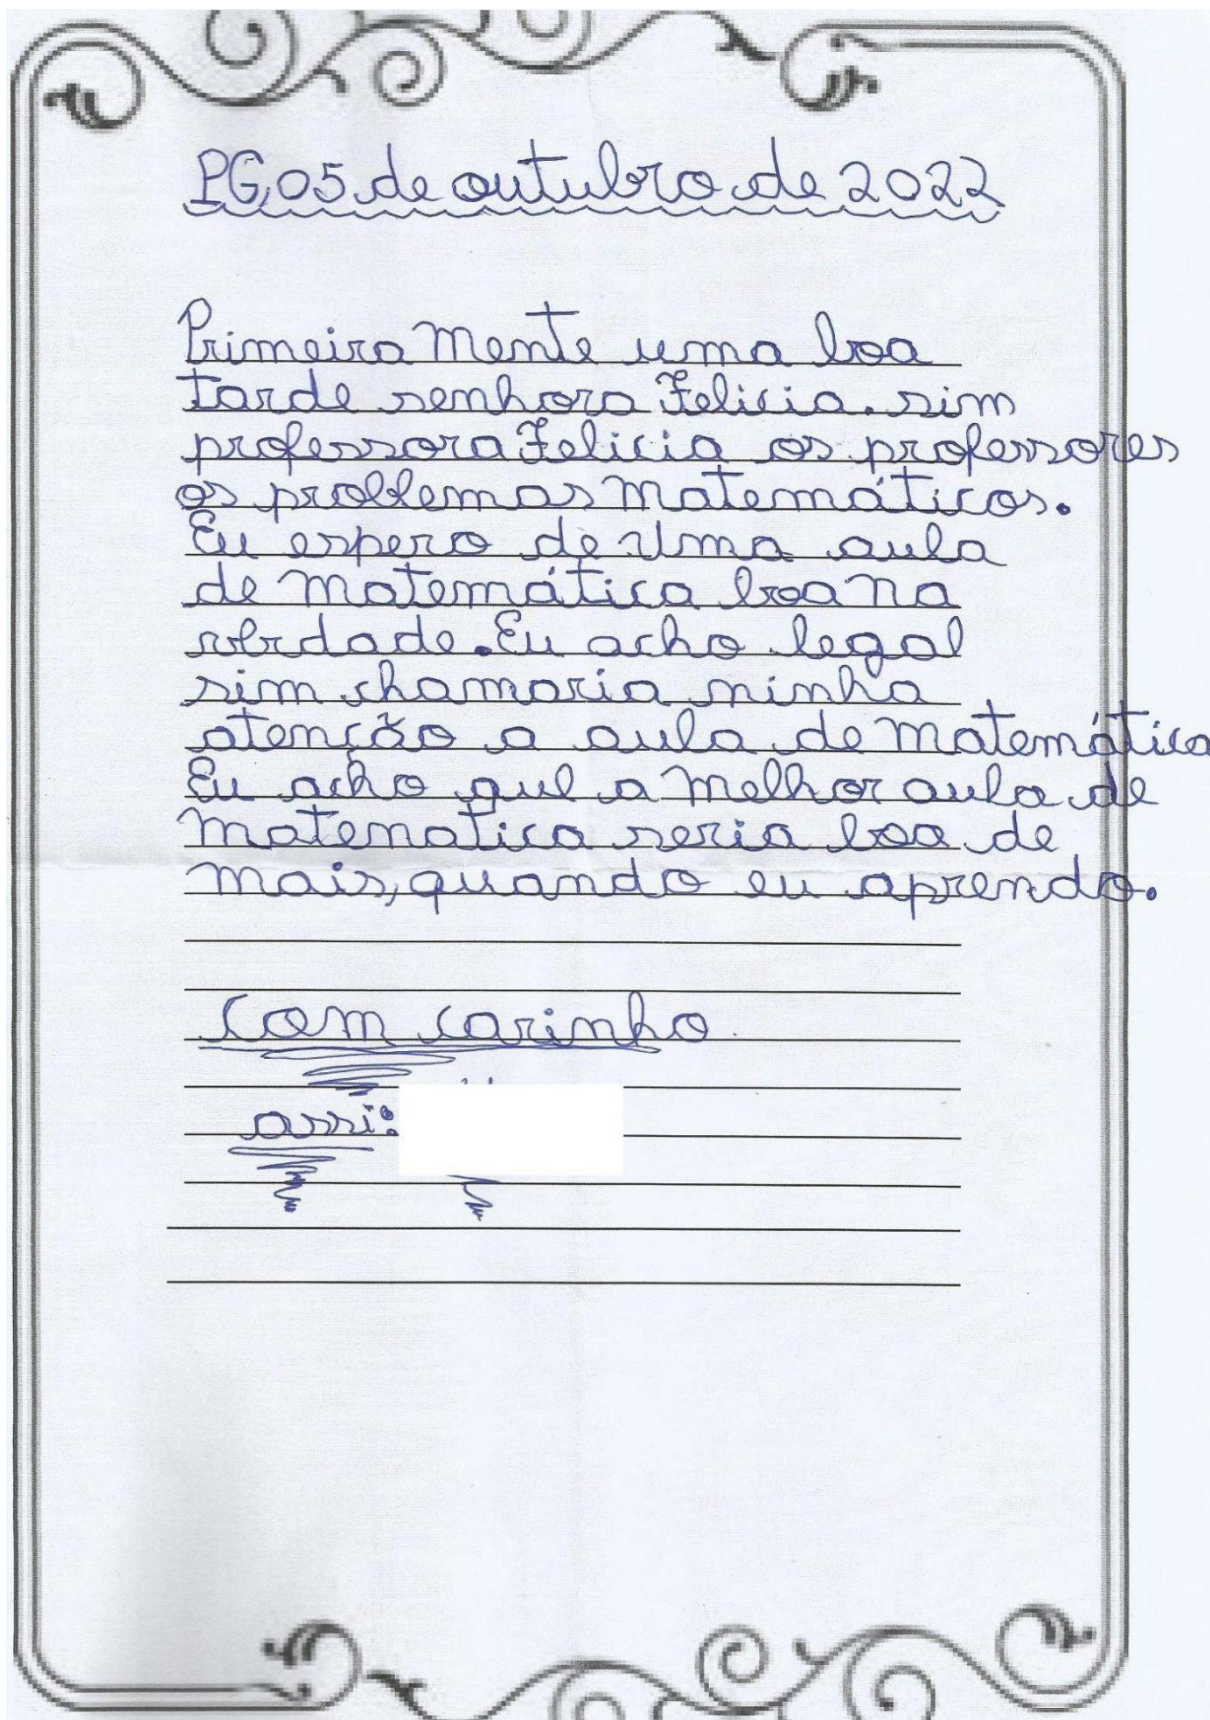 PG,05 de outubro de 2022
Primeira Mente uma boa
tarde senhora Felicia. sim
professora Felicia os professores
os problemas Matemáticos.
Eu espero de Uma aula
de Matemática boa na
verdade. Eu acho legal
sim chamaria minha
atenção a aula de Matemática
Eu acho que a Melhor aula de
Matematica seria boa de
Mais, quando eu aprendo.
Com carinho
assi: